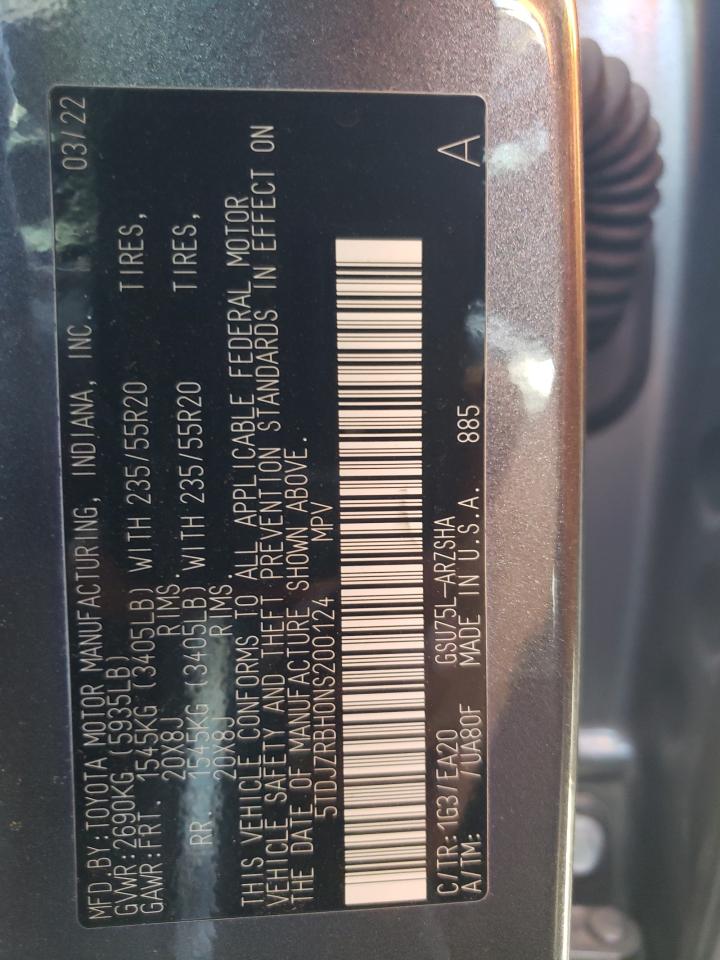 MFD.BY: TOYOTA MOTOR MANUFACTURING, INDIANA, INC. 03/22
GVWR:2690KG (5935LB)
GAWR:FRT. 1545KG (3405LB) WITH 235/55R20 TIRES,
20X8J RIMS.
RR. 1545KG (3405LB) WITH 235/55R20 TIRES,
20X8J RIMS.
THIS VEHICLE CONFORMS TO ALL APPLICABLE FEDERAL MOTOR
VEHICLE SAFETY AND THEFT PREVENTION STANDARDS IN EFFECT ON
THE DATE OF MANUFACTURE SHOWN ABOVE.
5TDJZRBH0NS200124 MPV
C/TR:1G3/EA20 GSU75L-ARZSHA
A/TM: /UA80F MADE IN U.S.A. 885 A